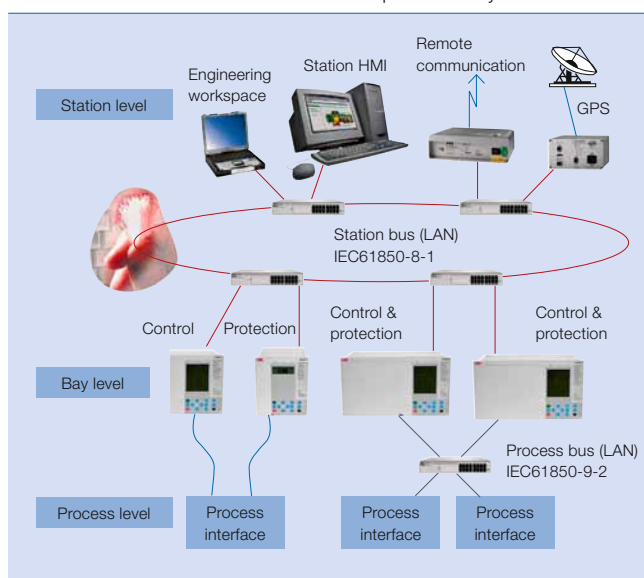 Remote
communication
Station HMI
Engineering
workspace
Station level
GPS
Station bus (LAN)
IEC61850-8-1
Control
Protection
Control &
protection
Control &
protection
Bay level
Process bus (LAN)
IEC61850-9-2
Process level
Process
interface
Process
interface
Process
interface